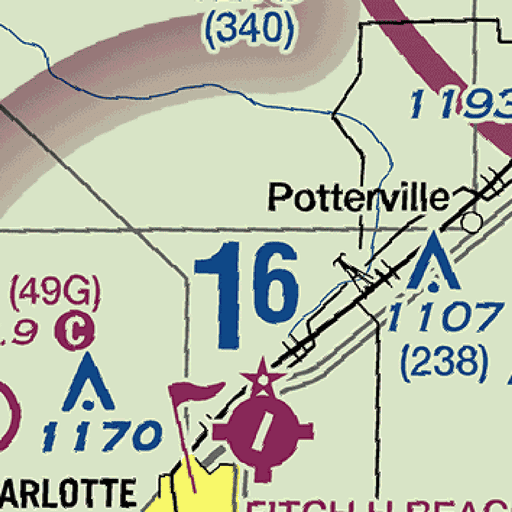 (340)
1193
Potterville
(49G)
.9 C
16
1107
(238)
1170
ARLOTTE
FITCH H BEAC